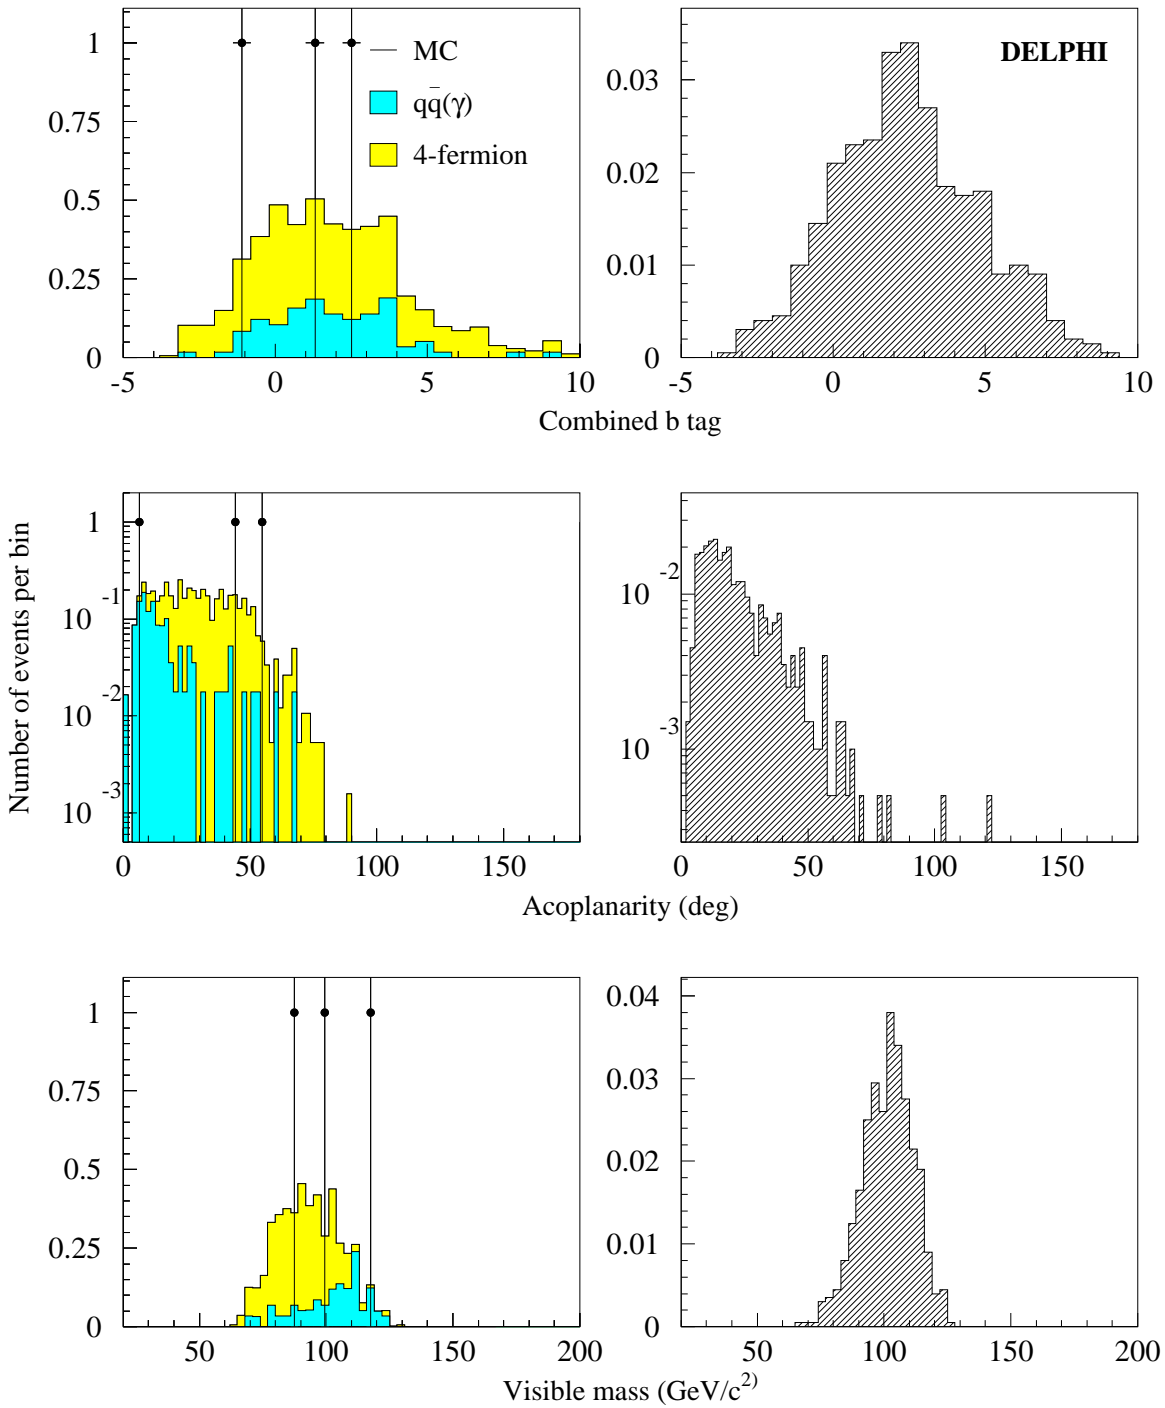 1
0.75
0.5
0.25
0
-5 0 5 10
MC
qq̄(γ)
4-fermion
DELPHI
0.03
0.02
0.01
0
-5 0 5 10
Combined b tag
Number of events per bin
1
10 -1
10 -2
10 -3
0 50 100 150
10 -2
10 -3
0 50 100 150
Acoplanarity (deg)
1
0.75
0.5
0.25
0
50 100 150 200
0.04
0.03
0.02
0.01
0
50 100 150 200
Visible mass (GeV/c²⁾